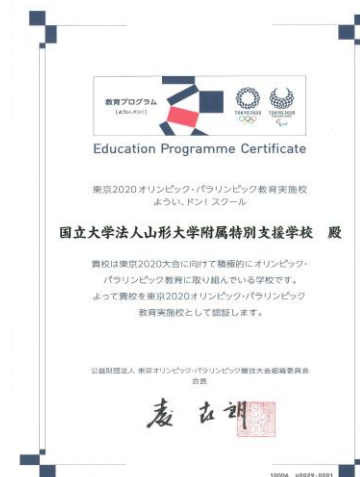 教育プログラム
[ようい、ドン!]
TOKYO 2020
TOKYO 2020
Education Programme Certificate
東京2020オリンピック・パラリンピック教育実施校
ようい、ドン! スクール
国立大学法人山形大学附属特別支援学校 殿
貴校は東京2020大会に向けて積極的にオリンピック・
パラリンピック教育に取り組んでいる学校です。
よって貴校を東京2020オリンピック・パラリンピック
教育実施校として認証します。
公益財団法人 東京オリンピック・パラリンピック競技大会組織委員会
会長